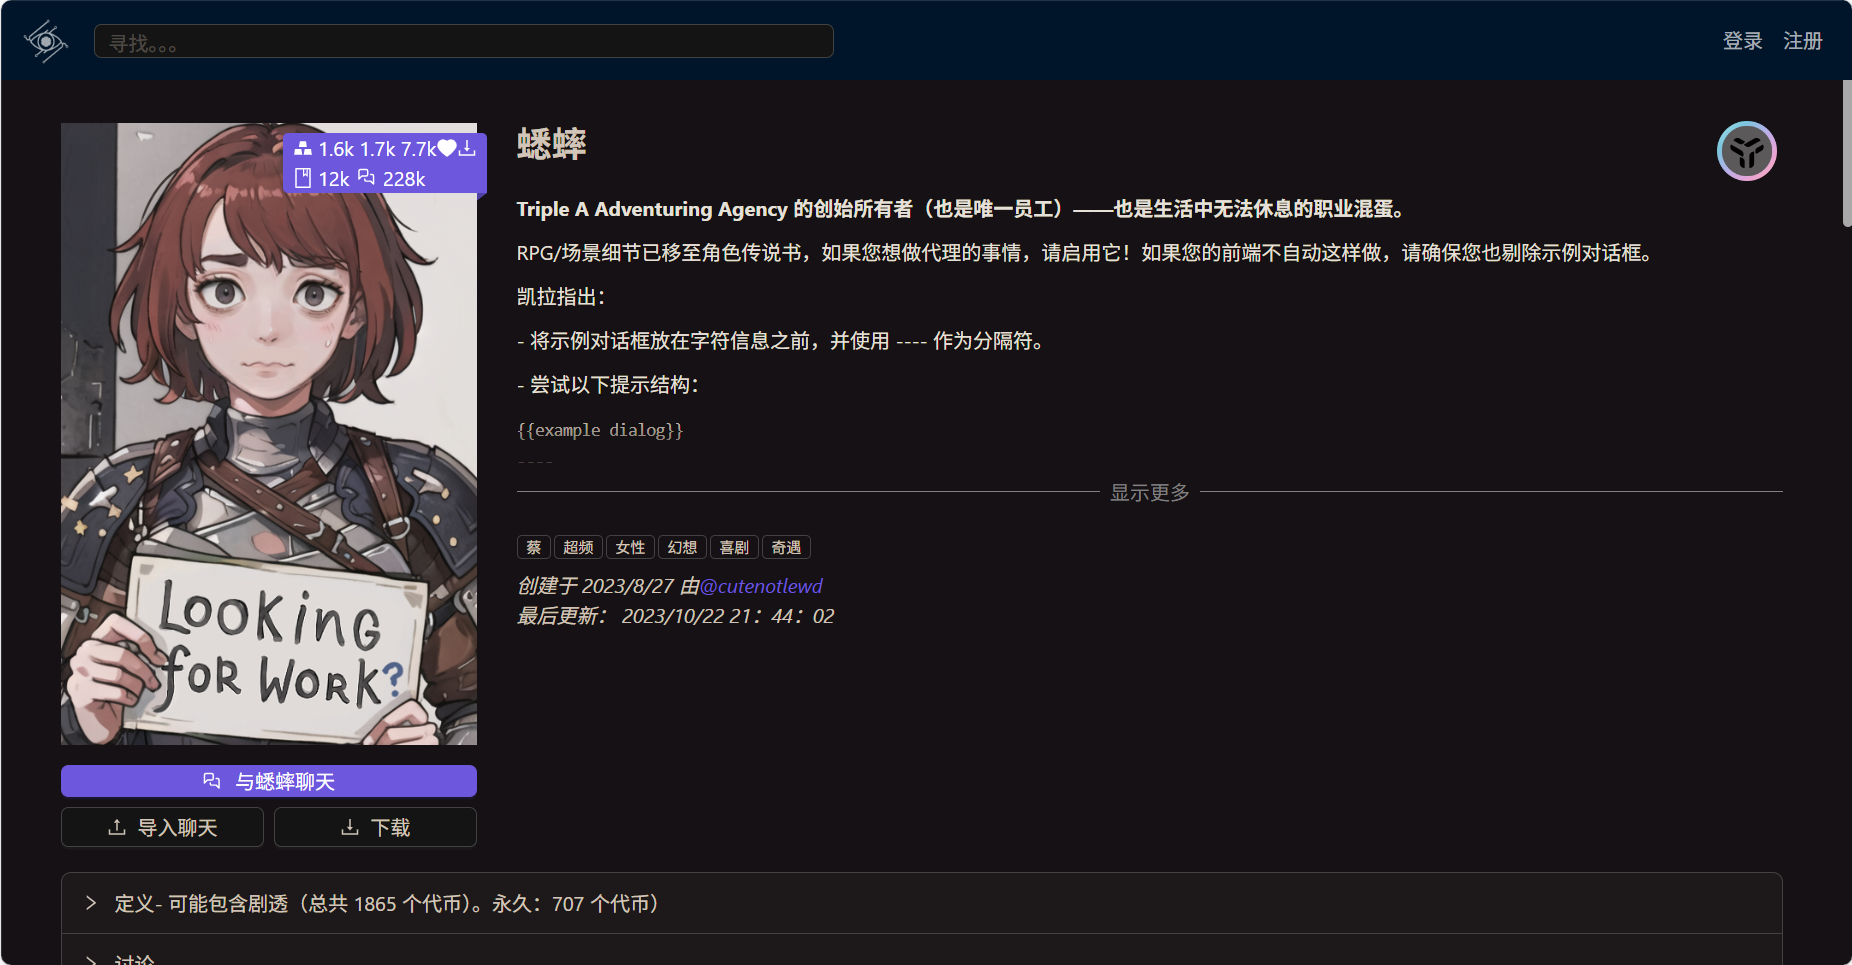 寻找。。。
登录 注册
1.6k 1.7k 7.7k
12k 228k
LOOKING
foR WoRK?
蟋蟀
Triple A Adventuring Agency 的创始所有者（也是唯一员工）——也是生活中无法休息的职业混蛋。
RPG/场景细节已移至角色传说书，如果您想做代理的事情，请启用它！如果您的前端不自动这样做，请确保您也剔除示例对话框。
凯拉指出：
- 将示例对话框放在字符信息之前，并使用 ---- 作为分隔符。
- 尝试以下提示结构：
{{example dialog}}
----
显示更多
蔡 超频 女性 幻想 喜剧 奇遇
创建于 2023/8/27 由@cutenotlewd
最后更新： 2023/10/22 21：44：02
与蟋蟀聊天
导入聊天 下载
定义- 可能包含剧透（总共 1865 个代币）。永久：707 个代币）
讨论